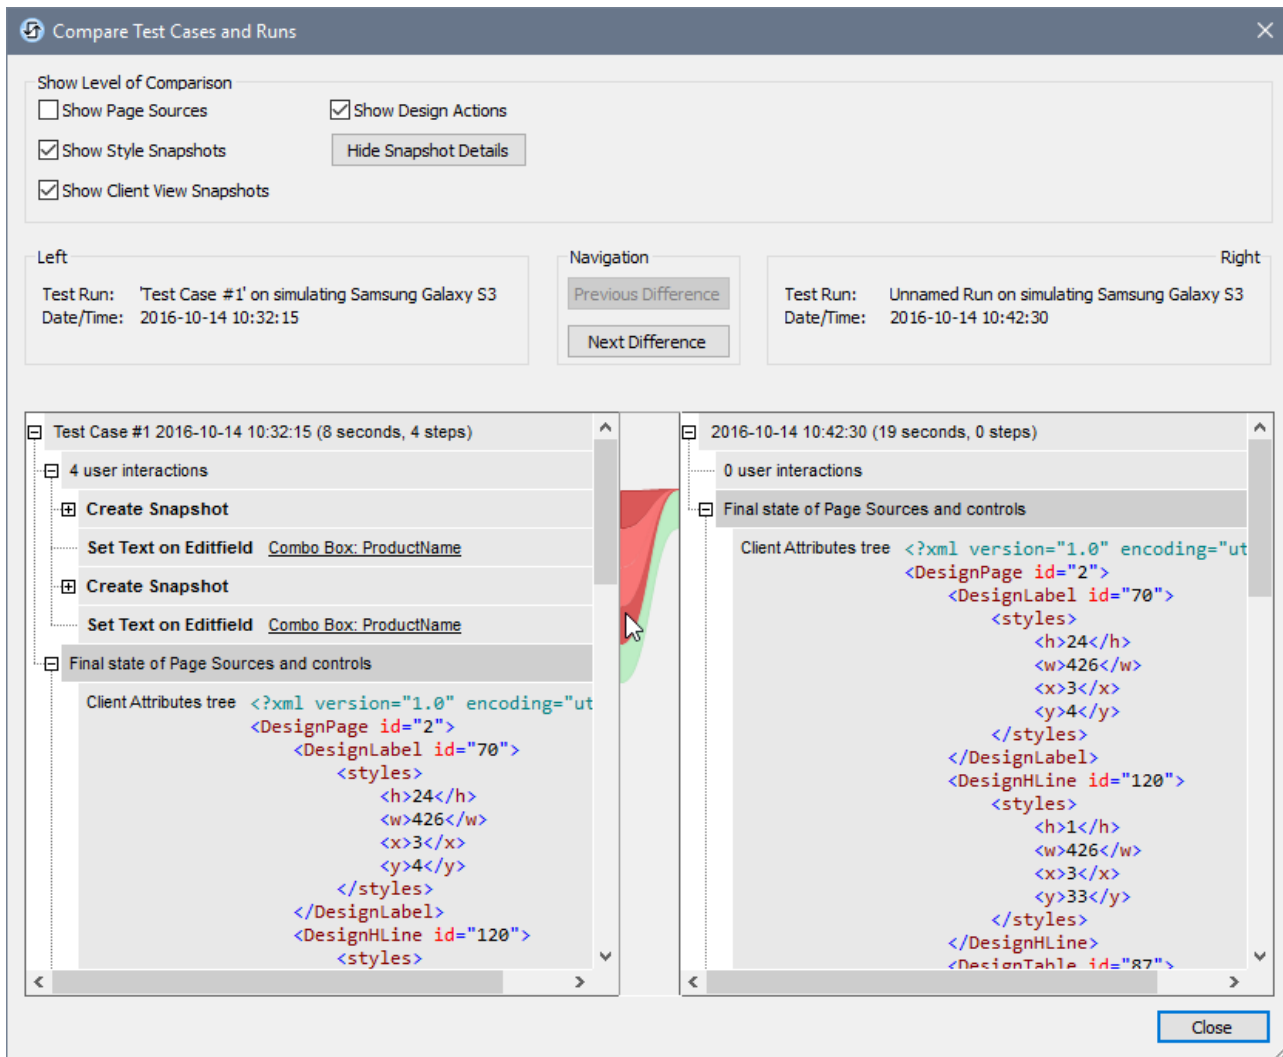 Compare Test Cases and Runs
Show Level of Comparison
Show Page Sources
Show Design Actions
Show Style Snapshots
Hide Snapshot Details
Show Client View Snapshots
Left
Test Run: 'Test Case #1' on simulating Samsung Galaxy S3
Date/Time: 2016-10-14 10:32:15
Navigation
Previous Difference
Next Difference
Right
Test Run: Unnamed Run on simulating Samsung Galaxy S3
Date/Time: 2016-10-14 10:42:30
Test Case #1 2016-10-14 10:32:15 (8 seconds, 4 steps)
4 user interactions
Create Snapshot
Set Text on Editfield Combo Box: ProductName
Create Snapshot
Set Text on Editfield Combo Box: ProductName
Final state of Page Sources and controls
Client Attributes tree <?xml version="1.0" encoding="ut
<DesignPage id="2">
<DesignLabel id="70">
<styles>
<h>24</h>
<w>426</w>
<x>3</x>
<y>4</y>
</styles>
</DesignLabel>
<DesignHLine id="120">
<styles>
2016-10-14 10:42:30 (19 seconds, 0 steps)
0 user interactions
Final state of Page Sources and controls
Client Attributes tree <?xml version="1.0" encoding="ut
<DesignPage id="2">
<DesignLabel id="70">
<styles>
<h>24</h>
<w>426</w>
<x>3</x>
<y>4</y>
</styles>
</DesignLabel>
<DesignHLine id="120">
<styles>
<h>1</h>
<w>426</w>
<x>3</x>
<y>33</y>
</styles>
</DesignHLine>
<DesignTable id="87">
Close